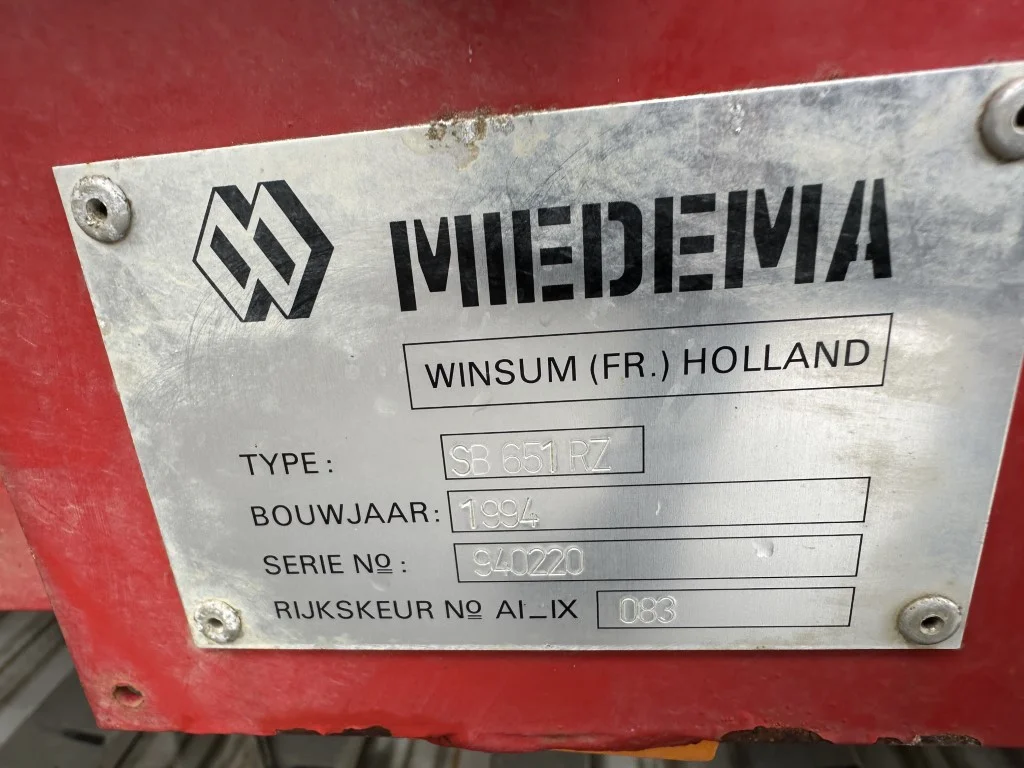 MIEDEMA
WINSUM (FR.) HOLLAND
TYPE: SB 651 RZ
BOUWJAAR: 1994
SERIE Nº: 940220
RIJKSKEUR Nº AI_IX 083